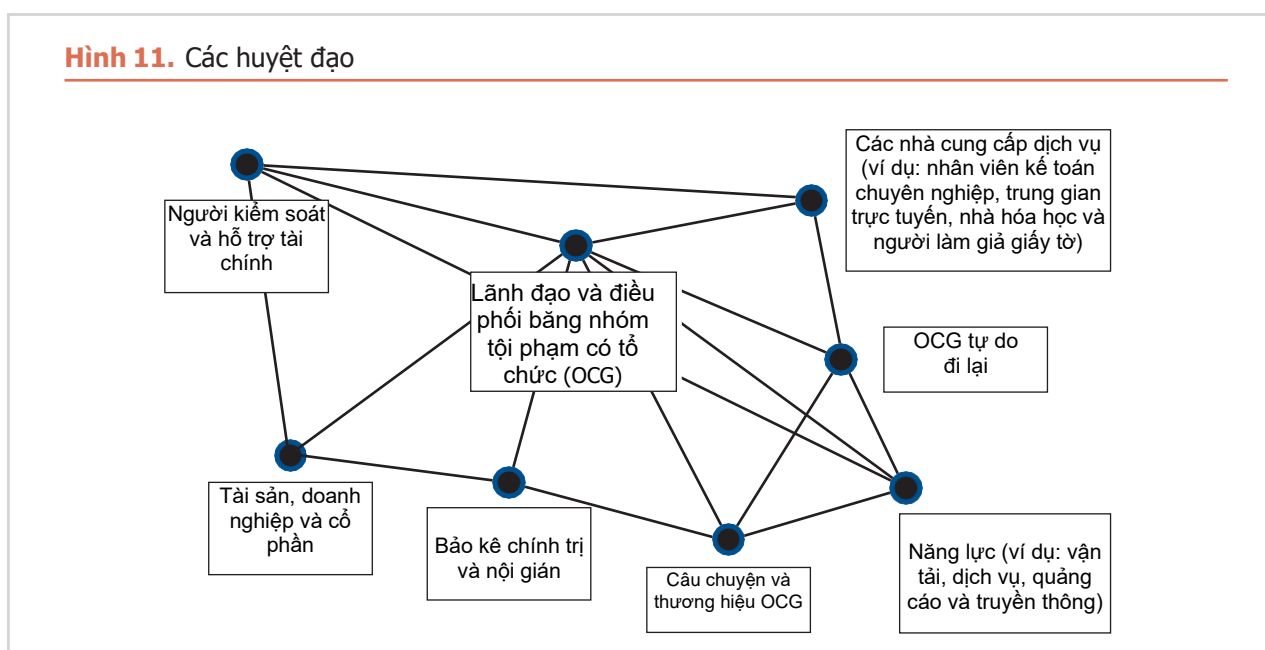 Hình 11. Các huyệt đạo
Các nhà cung cấp dịch vụ
(ví dụ: nhân viên kế toán
chuyên nghiệp, trung gian
trực tuyến, nhà hóa học và
người làm giả giấy tờ)
Người kiểm soát
và hỗ trợ tài
chính
Lãnh đạo và điều
phối băng nhóm
tội phạm có tổ
chức (OCG)
OCG tự do
đi lại
Tài sản, doanh
nghiệp và cổ
phần
Bảo kê chính trị
và nội gián
Câu chuyện và
thương hiệu OCG
Năng lực (ví dụ: vận
tải, dịch vụ, quảng
cáo và truyền thông)